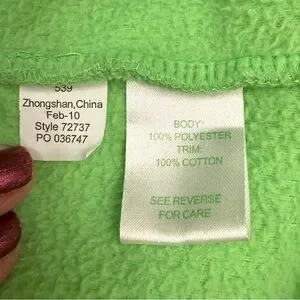 539
Zhongshan,China
Feb-10
Style 72737
PO 036747
BODY:
100% POLYESTER
TRIM:
100% COTTON
SEE REVERSE
FOR CARE